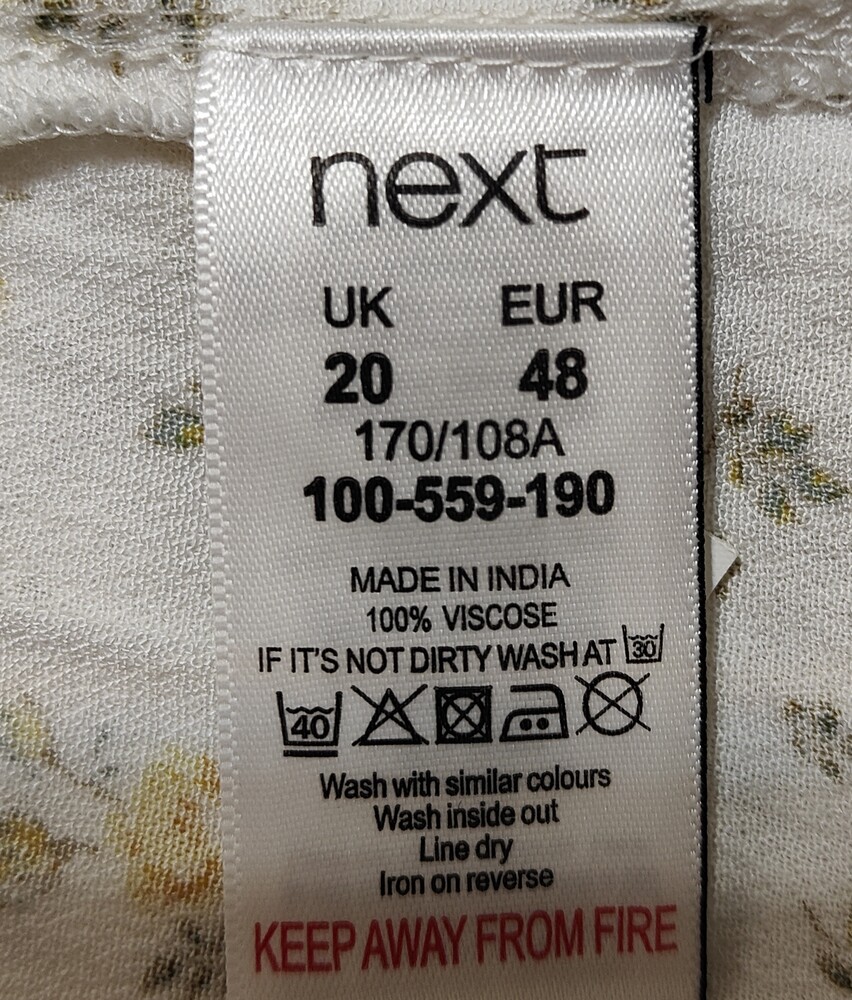 next
UK EUR
20 48
170/108A
100-559-190
MADE IN INDIA
100% VISCOSE
IF IT'S NOT DIRTY WASH AT 30
40
Wash with similar colours
Wash inside out
Line dry
Iron on reverse
KEEP AWAY FROM FIRE